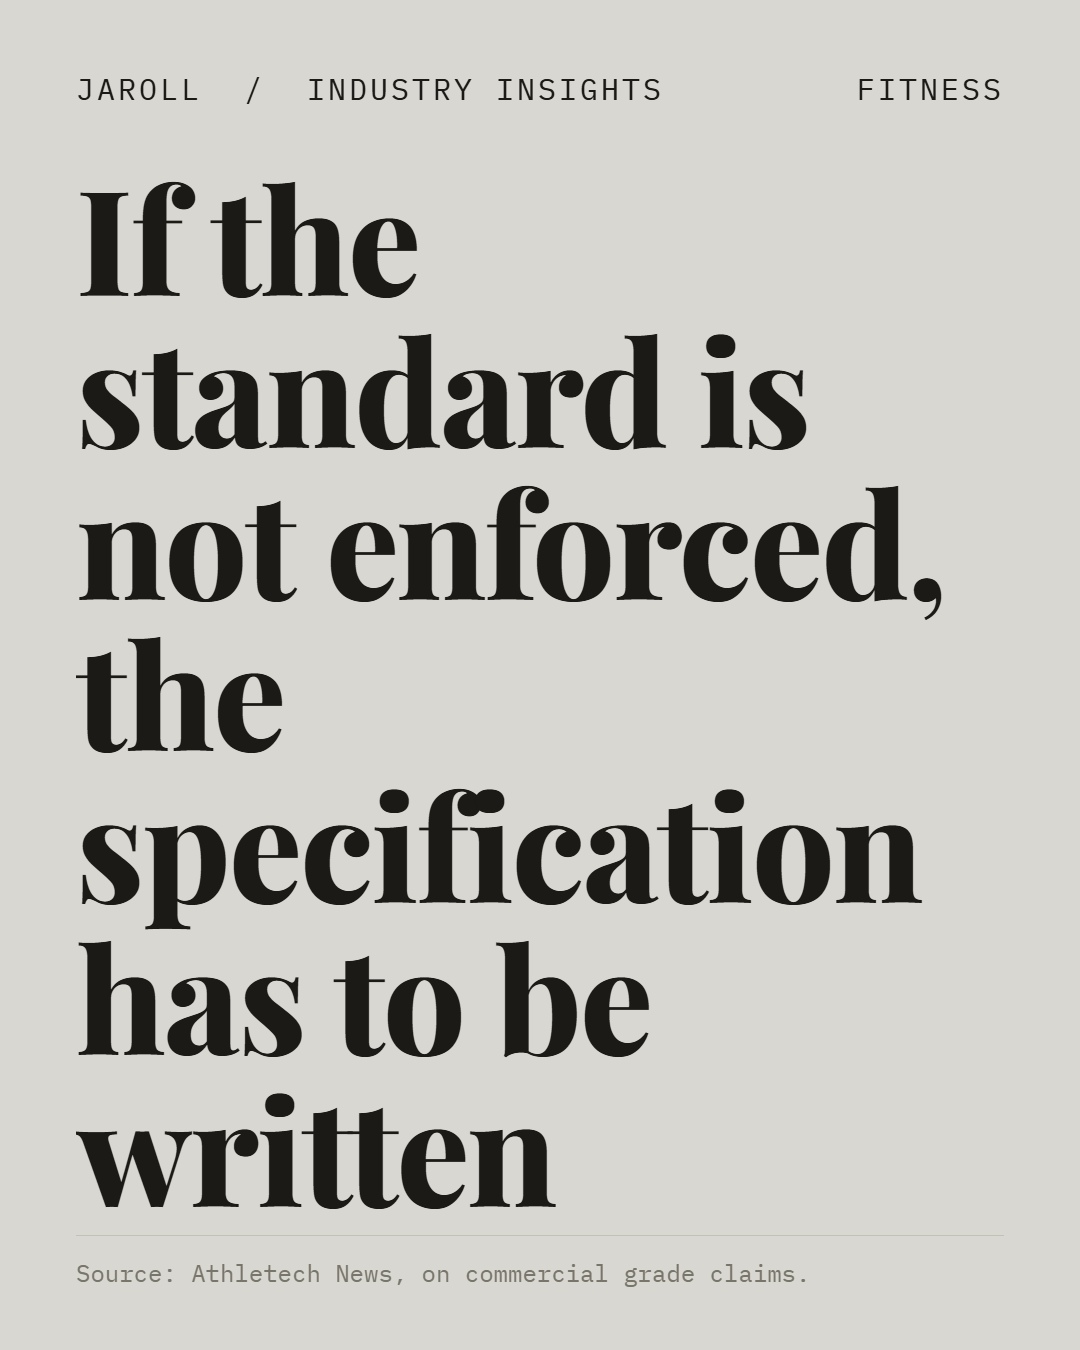 JAROLL / INDUSTRY INSIGHTS FITNESS
If the
standard is
not enforced,
the
specification
has to be
written
Source: Athletech News, on commercial grade claims.